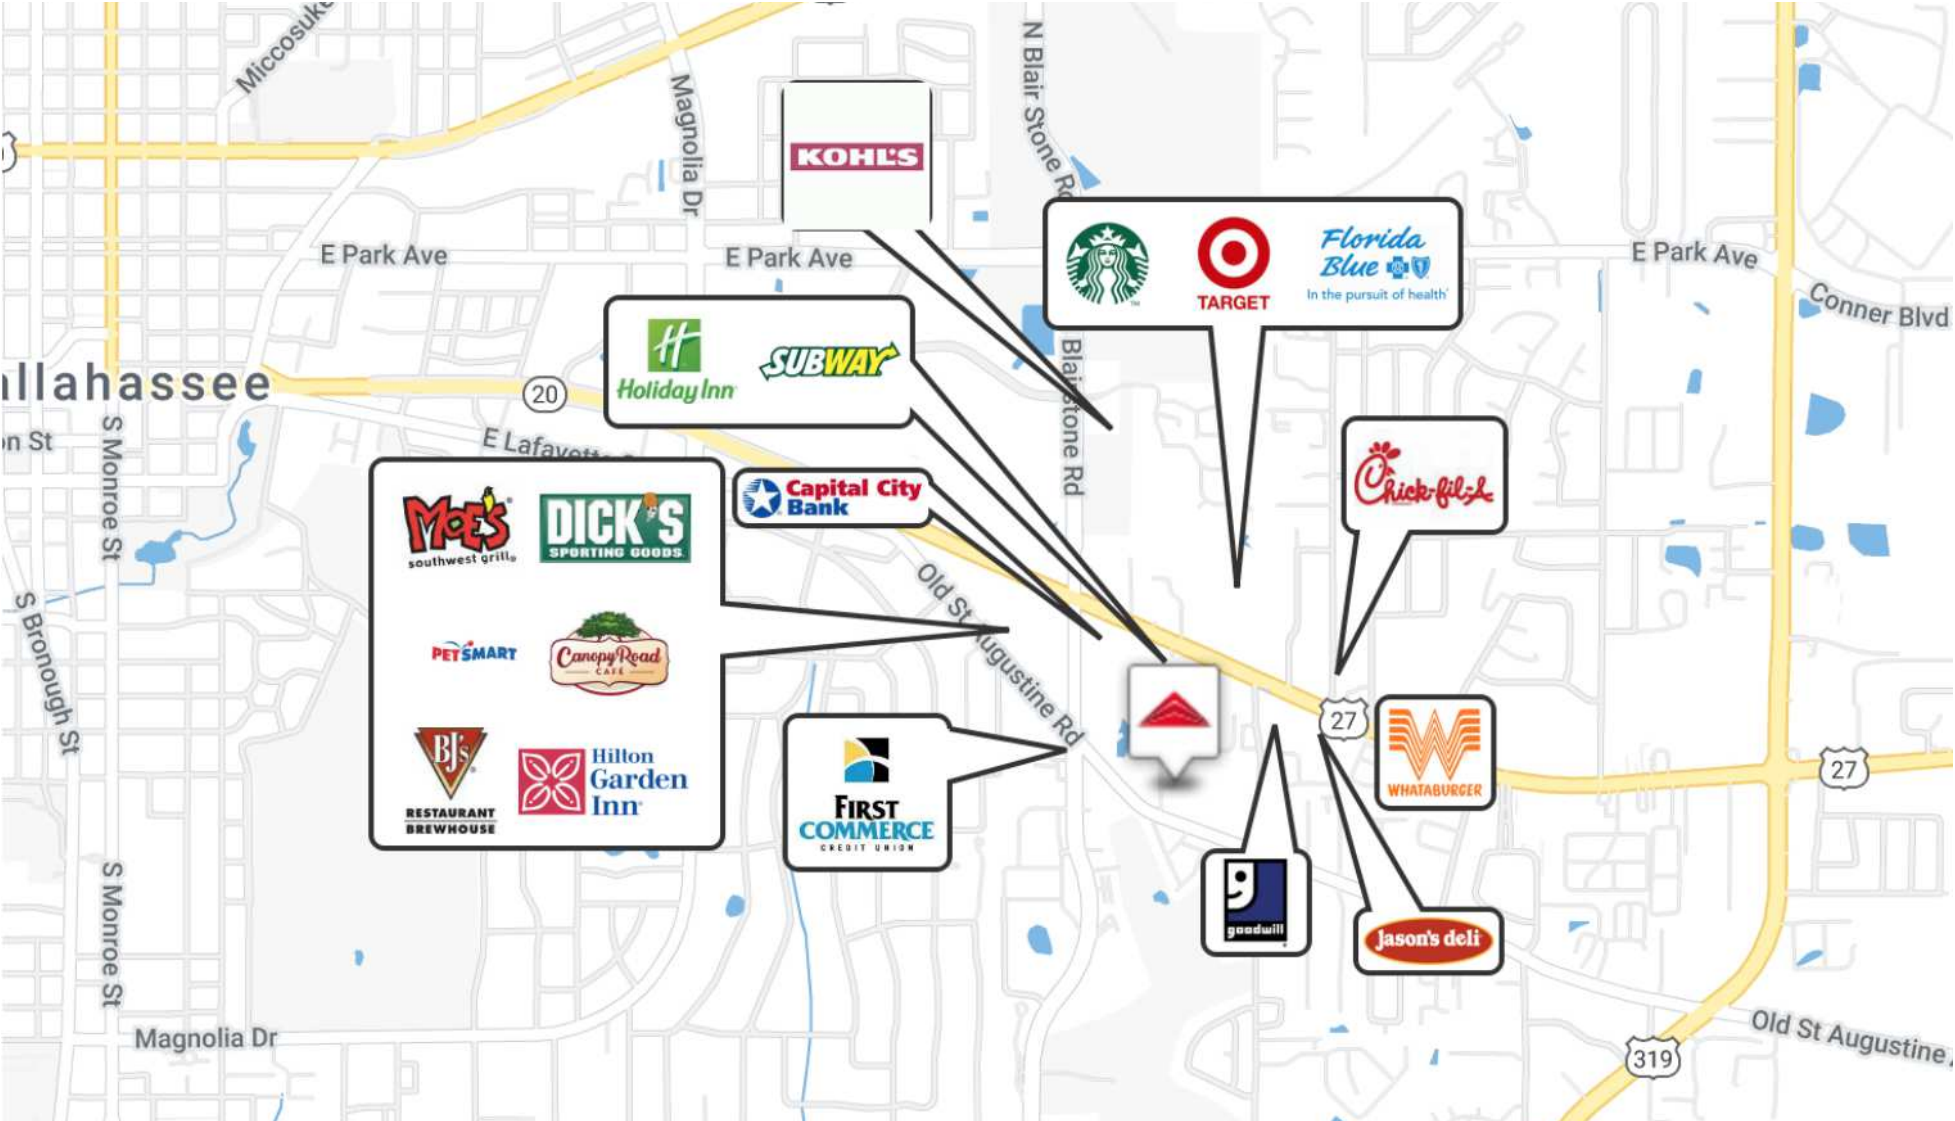 Miccosuke
Magnolia Dr
N Blair Stone Rd
KOHL'S
E Park Ave
E Park Ave
E Park Ave
Conner Blvd
TM
TARGET
Florida
Blue
In the pursuit of health
H
Holiday Inn
SUBWAY
allahassee
20
on St
S Monroe St
E Lafayette
Blairstone Rd
Chick-fil-A
Capital City
Bank
MOE'S
southwest grill
DICK'S
SPORTING GOODS
Old St Augustine Rd
S Bronough St
PETSMART
Canopy Road
CAFE
27
WHATABURGER
27
BJ's
RESTAURANT
BREWHOUSE
Hilton
Garden
Inn
FIRST
COMMERCE
CREDIT UNION
goodwill
Jason's deli
S Monroe St
Magnolia Dr
319
Old St Augustine